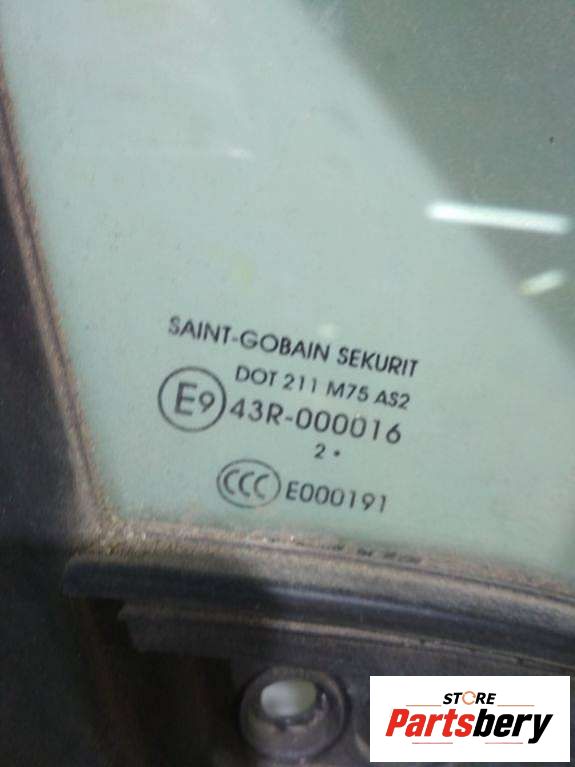 SAINT-GOBAIN SEKURIT
DOT 211 M75 AS2
E9 43R-000016
2 •
CCC E000191
STORE
Partsbery